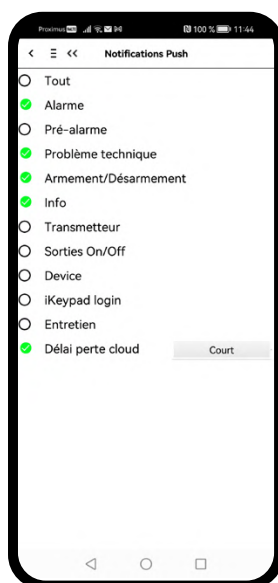 Proximus 100 % 11:44
< << Notifications Push
Tout
Alarme
Pré-alarme
Problème technique
Armement/Désarmement
Info
Transmetteur
Sorties On/Off
Device
iKeypad login
Entretien
Délai perte cloud Court